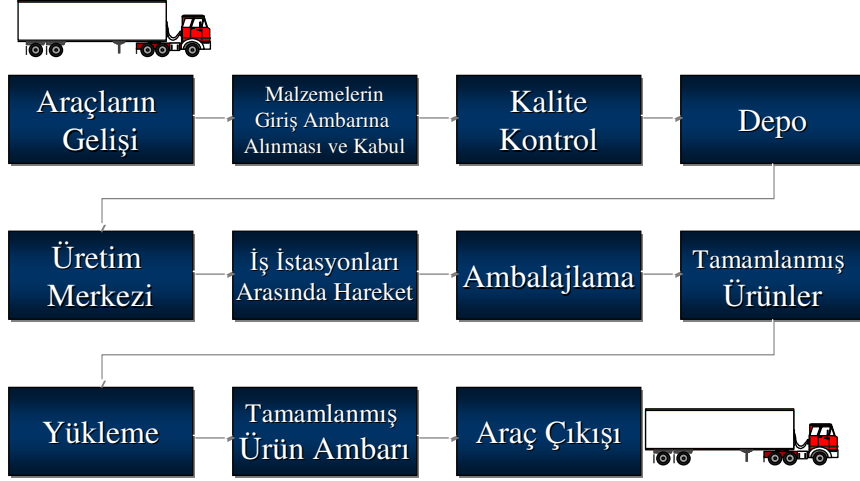 Araçların
Gelişi
Malzemelerin
Giriş Ambarına
Alınması ve Kabul
Kalite
Kontrol
Depo
Üretim
Merkezi
İş İstasyonları
Arasında Hareket
Ambalajlama
Tamamlanmış
Ürünler
Yükleme
Tamamlanmış
Ürün Ambarı
Araç Çıkışı